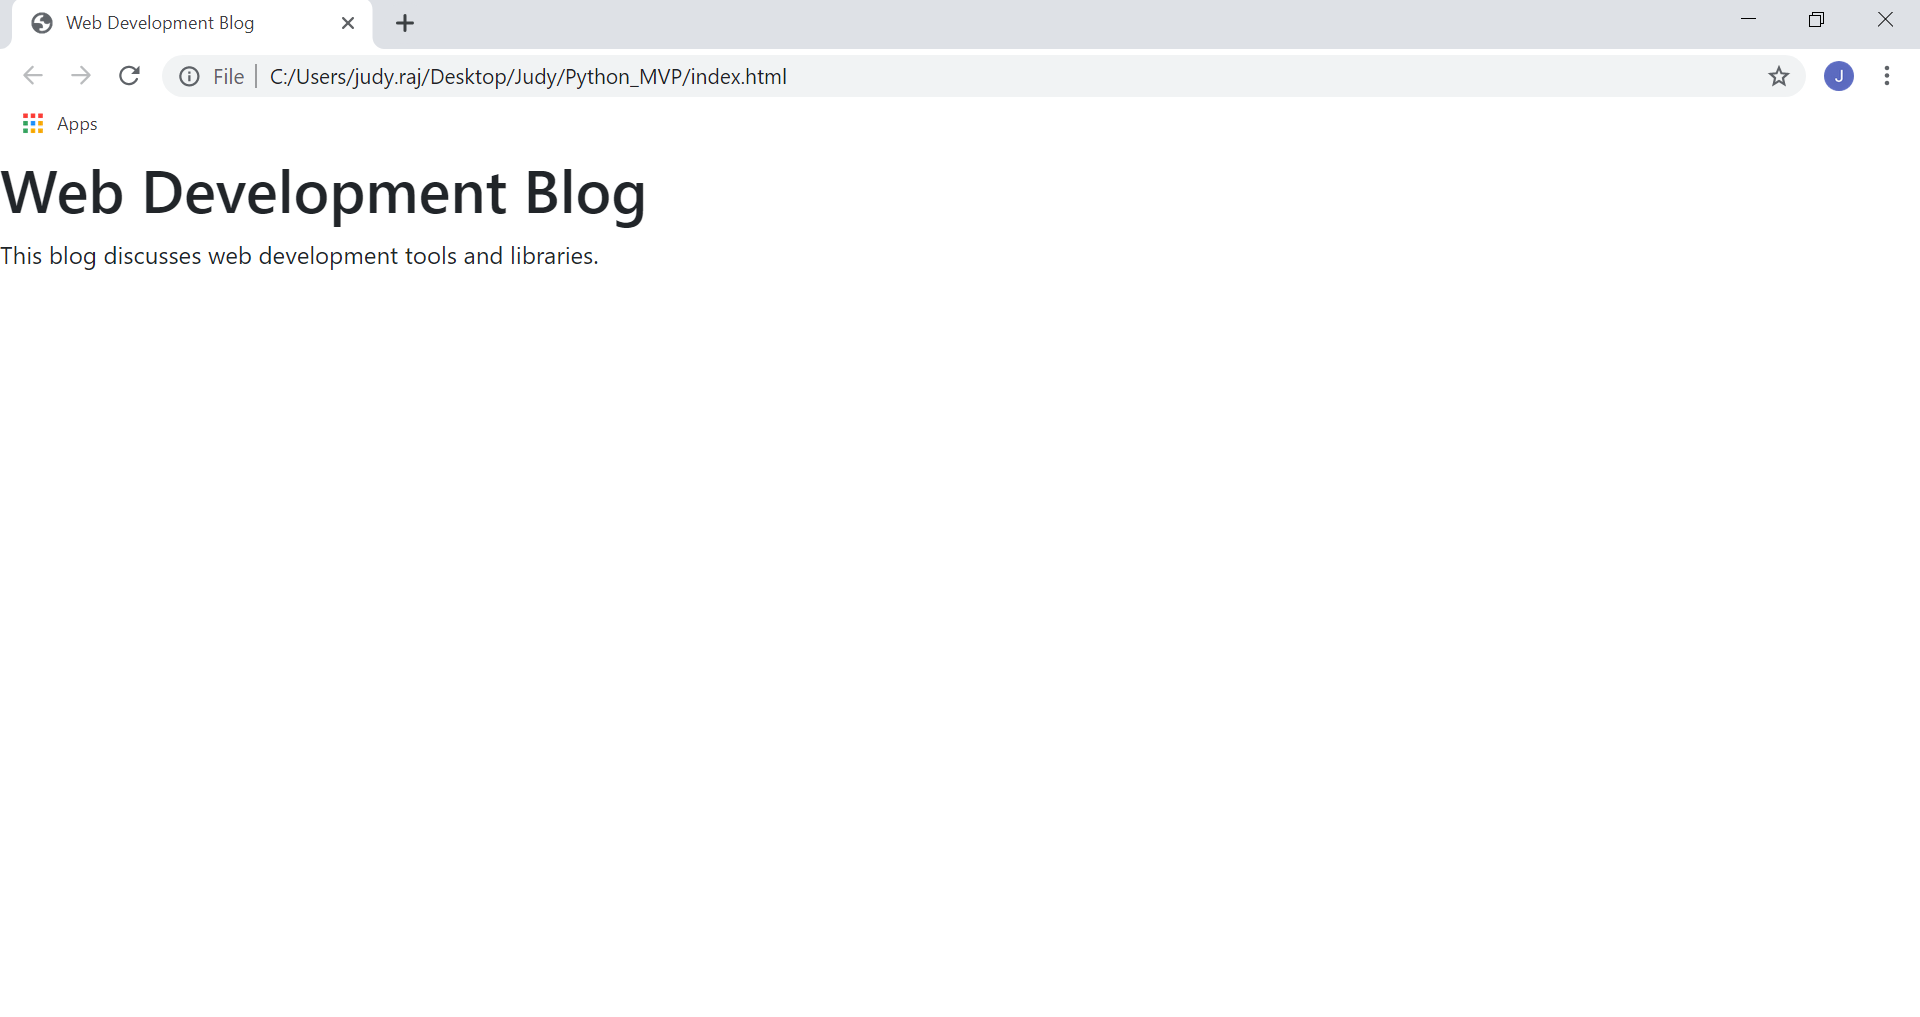 Web Development Blog
File | C:/Users/judy.raj/Desktop/Judy/Python_MVP/index.html
J
Apps
Web Development Blog
This blog discusses web development tools and libraries.